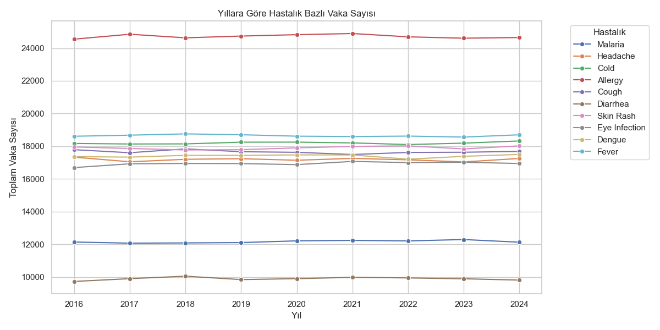 Yıllara Göre Hastalık Bazlı Vaka Sayısı
Toplam Vaka Sayısı
24000
22000
20000
18000
16000
14000
12000
10000
2016 2017 2018 2019 2020 2021 2022 2023 2024
Yıl
Hastalık
Malaria
Headache
Cold
Allergy
Cough
Diarrhea
Skin Rash
Eye Infection
Dengue
Fever